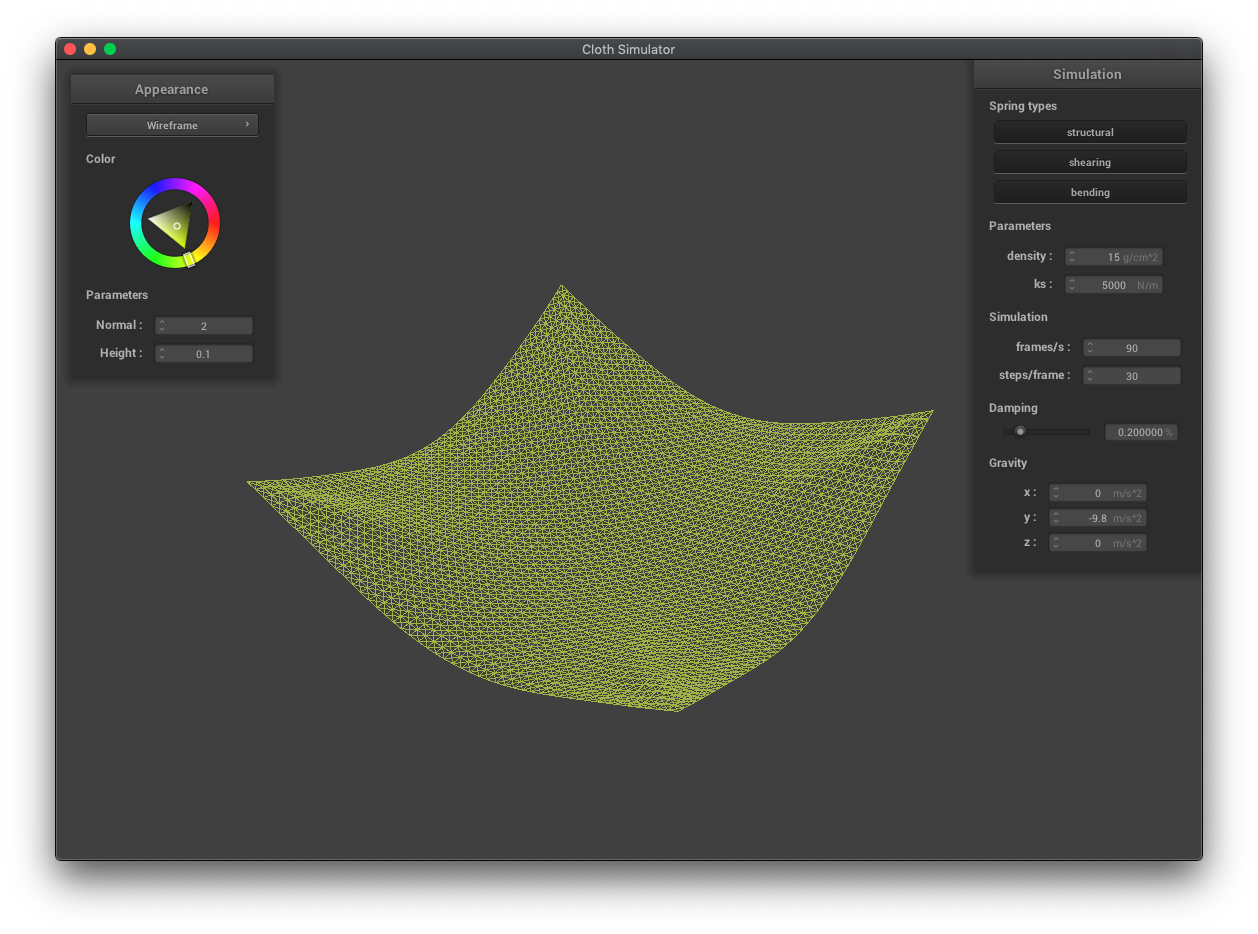 Cloth Simulator
Appearance
Wireframe
Color
Parameters
Normal : 2
Height : 0.1
Simulation
Spring types
structural
shearing
bending
Parameters
density : 15 g/cm^2
ks : 5000 N/m
Simulation
frames/s : 90
steps/frame : 30
Damping
0.200000 %
Gravity
x : 0 m/s^2
y : -9.8 m/s^2
z : 0 m/s^2